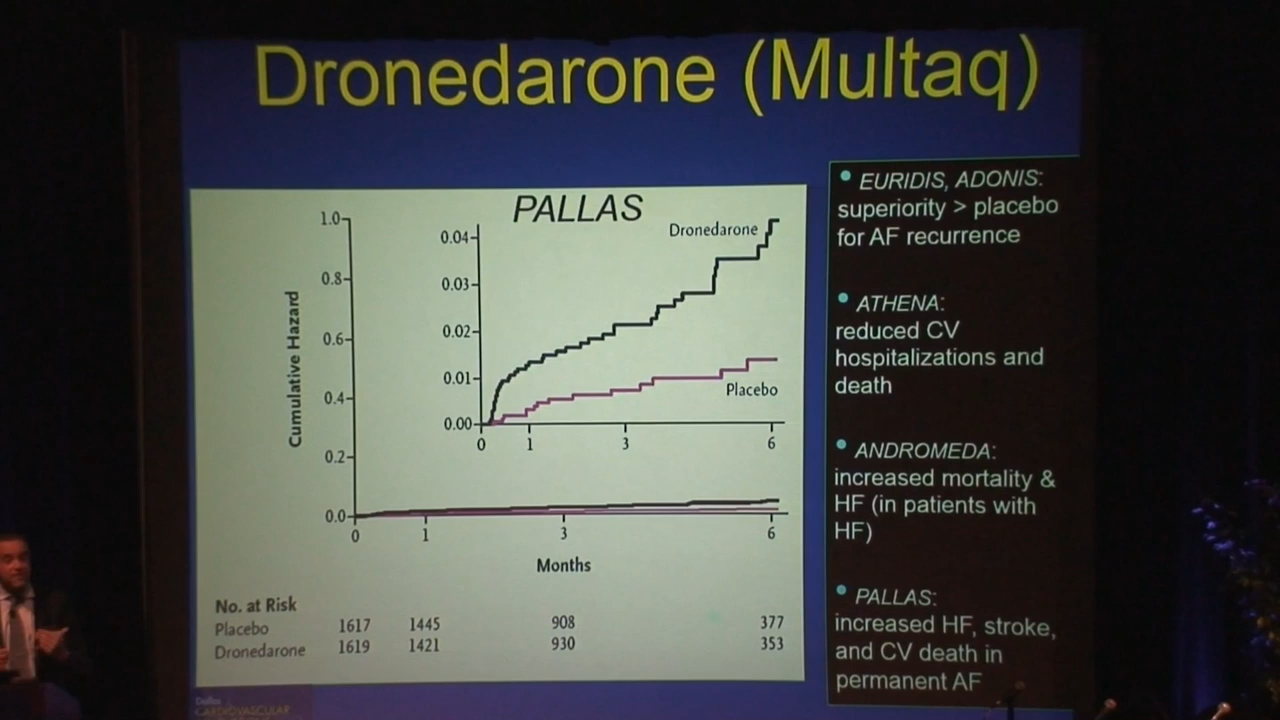 Dronedarone (Multaq)
PALLAS
Cumulative Hazard
1.0
0.8
0.6
0.4
0.2
0.0
0.04
0.03
0.02
0.01
0.00
Dronedarone
Placebo
0 1 3 6
0 1 3 6
Months
No. at Risk
Placebo 1617 1445 908 377
Dronedarone 1619 1421 930 353
• EURIDIS, ADONIS:
superiority > placebo
for AF recurrence
• ATHENA:
reduced CV
hospitalizations and
death
• ANDROMEDA:
increased mortality &
HF (in patients with
HF)
• PALLAS:
increased HF, stroke,
and CV death in
permanent AF
Dallas
CARDIOVASCULAR